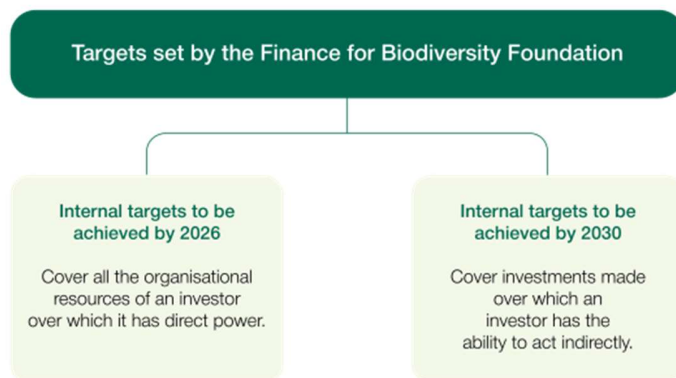 Targets set by the Finance for Biodiversity Foundation
Internal targets to be
achieved by 2026
Cover all the organisational
resources of an investor
over which it has direct power.
Internal targets to be
achieved by 2030
Cover investments made
over which an
investor has the
ability to act indirectly.